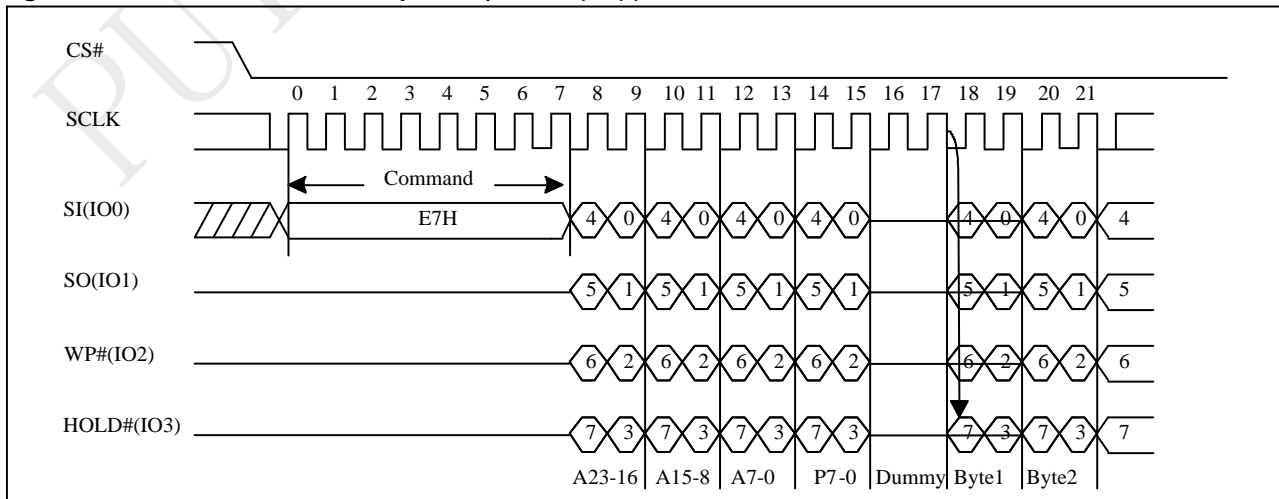 CS#
0 1 2 3 4 5 6 7 8 9 10 11 12 13 14 15 16 17 18 19 20 21
SCLK
Command
SI(IO0) E7H 4 0 4 0 4 0 4 0 4 0 4 0 4
SO(IO1) 5 1 5 1 5 1 5 1 5 1 5 1 5
WP#(IO2) 6 2 6 2 6 2 6 2 6 2 6 2 6
HOLD#(IO3) 7 3 7 3 7 3 7 3 7 3 7 3 7
A23-16 A15-8 A7-0 P7-0 Dummy Byte1 Byte2